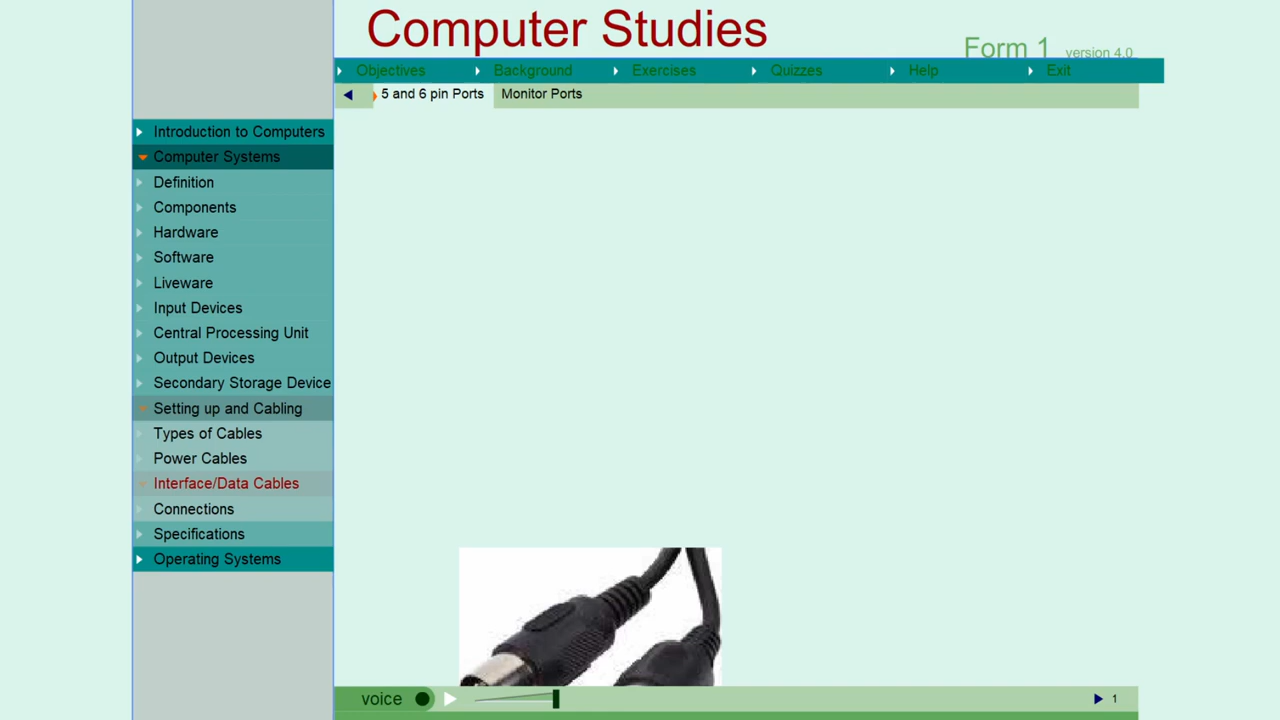 Computer Studies
Form 1 version 4.0
Objectives Background Exercises Quizzes Help Exit
5 and 6 pin Ports Monitor Ports
Introduction to Computers
Computer Systems
Definition
Components
Hardware
Software
Liveware
Input Devices
Central Processing Unit
Output Devices
Secondary Storage Device
Setting up and Cabling
Types of Cables
Power Cables
Interface/Data Cables
Connections
Specifications
Operating Systems
voice
1